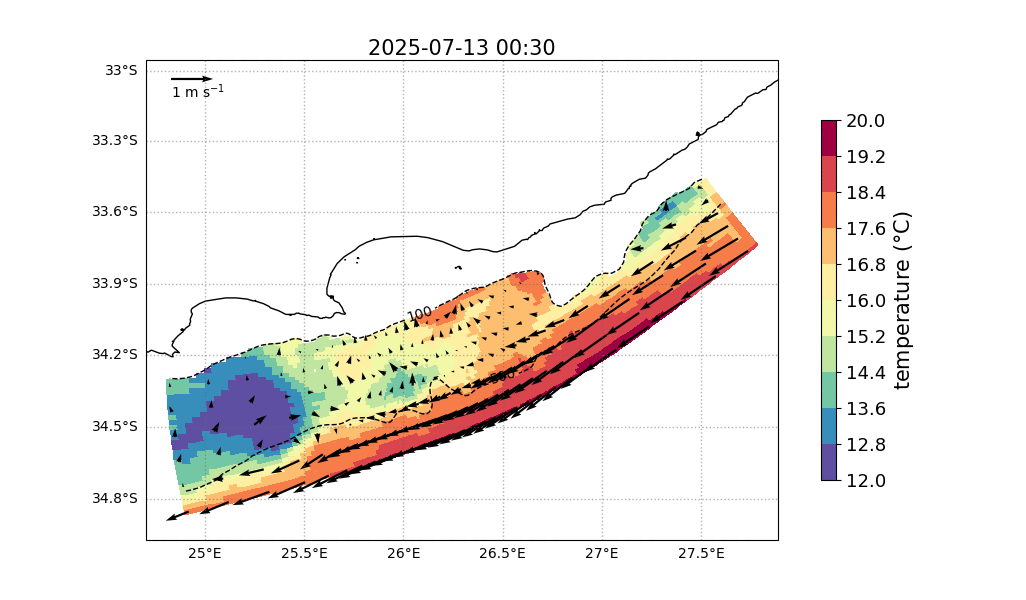 2025-07-13 00:30
1 m s⁻¹
33°S
33.3°S
33.6°S
33.9°S
34.2°S
34.5°S
34.8°S
25°E
25.5°E
26°E
26.5°E
27°E
27.5°E
100
20.0
19.2
18.4
17.6
16.8
16.0
15.2
14.4
13.6
12.8
12.0
temperature (°C)